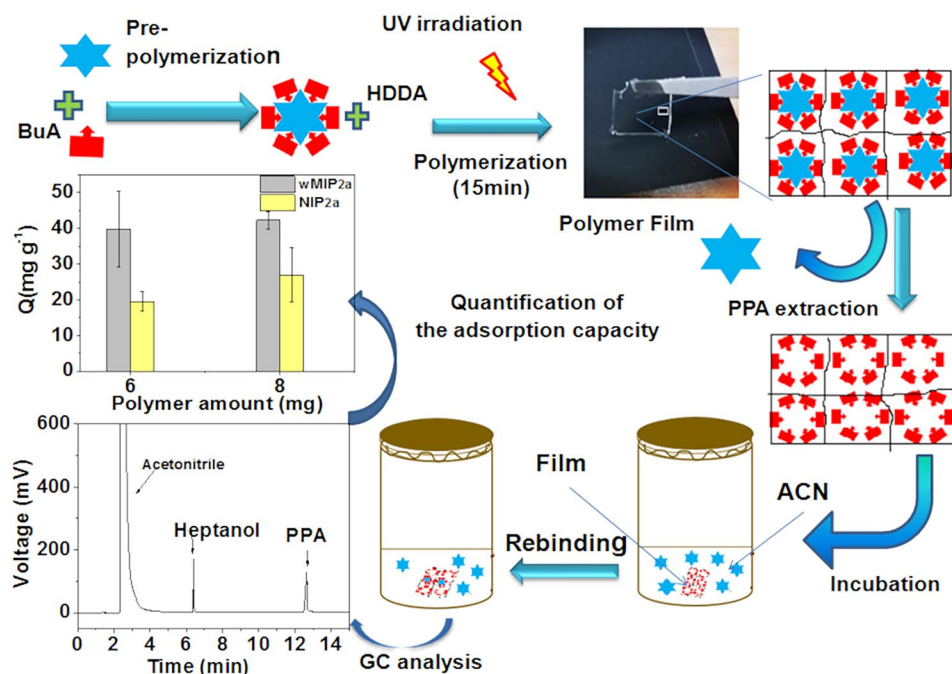 Pre-
polymerization
BuA
HDDA
UV irradiation
Polymerization
(15min)
Polymer Film
PPA extraction
Incubation
ACN
Film
Rebinding
GC analysis
Quantification of
the adsorption capacity
wMIP2a
NIP2a
Q(mg g-1)
50
40
30
20
10
0
6
8
Polymer amount (mg)
Voltage (mV)
600
400
200
0
Acetonitrile
Heptanol
PPA
0 2 4 6 8 10 12 14
Time (min)